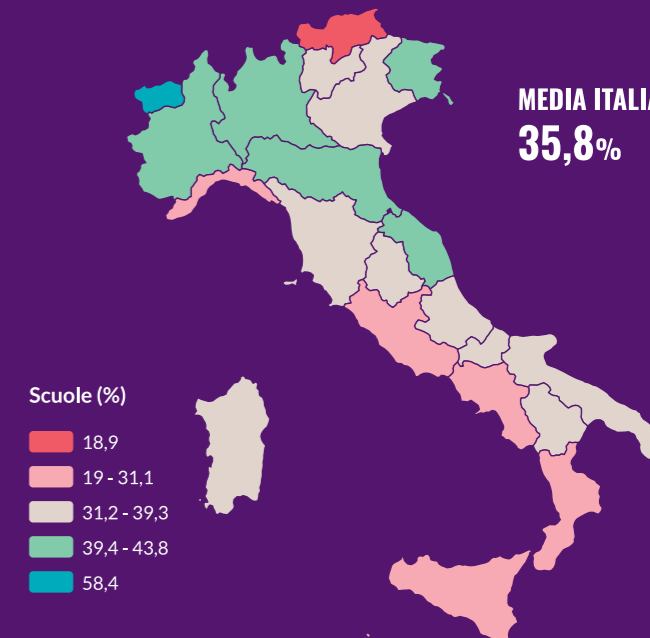 MEDIA ITALIA
35,8%
Scuole (%)
18,9
19 - 31,1
31,2 - 39,3
39,4 - 43,8
58,4